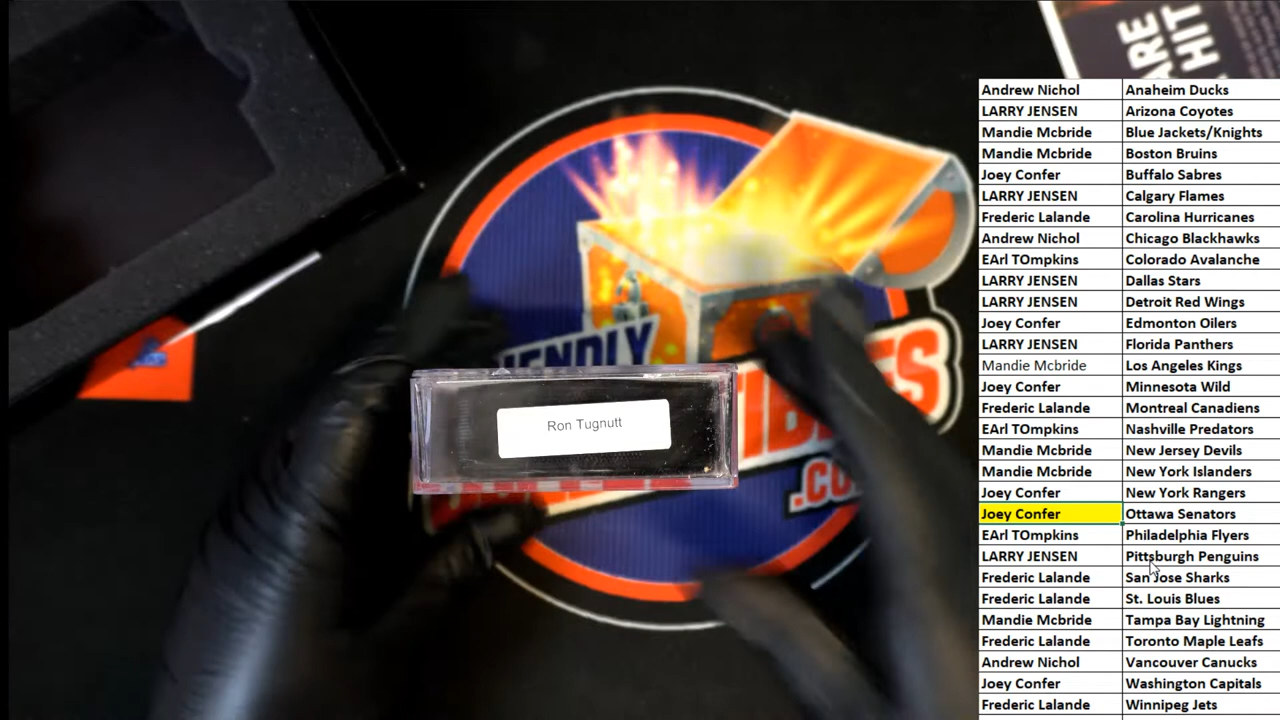 ARE
HIT
Andrew Nichol Anaheim Ducks
LARRY JENSEN Arizona Coyotes
Mandie Mcbride Blue Jackets/Knights
Mandie Mcbride Boston Bruins
Joey Confer Buffalo Sabres
LARRY JENSEN Calgary Flames
Frederic Lalande Carolina Hurricanes
Andrew Nichol Chicago Blackhawks
EArl TOmpkins Colorado Avalanche
LARRY JENSEN Dallas Stars
LARRY JENSEN Detroit Red Wings
Joey Confer Edmonton Oilers
LARRY JENSEN Florida Panthers
Mandie Mcbride Los Angeles Kings
Joey Confer Minnesota Wild
Frederic Lalande Montreal Canadiens
EArl TOmpkins Nashville Predators
Mandie Mcbride New Jersey Devils
Mandie Mcbride New York Islanders
Joey Confer New York Rangers
Joey Confer Ottawa Senators
EArl TOmpkins Philadelphia Flyers
LARRY JENSEN Pittsburgh Penguins
Frederic Lalande San Jose Sharks
Frederic Lalande St. Louis Blues
Mandie Mcbride Tampa Bay Lightning
Frederic Lalande Toronto Maple Leafs
Andrew Nichol Vancouver Canucks
Joey Confer Washington Capitals
Frederic Lalande Winnipeg Jets
Ron Tugnutt